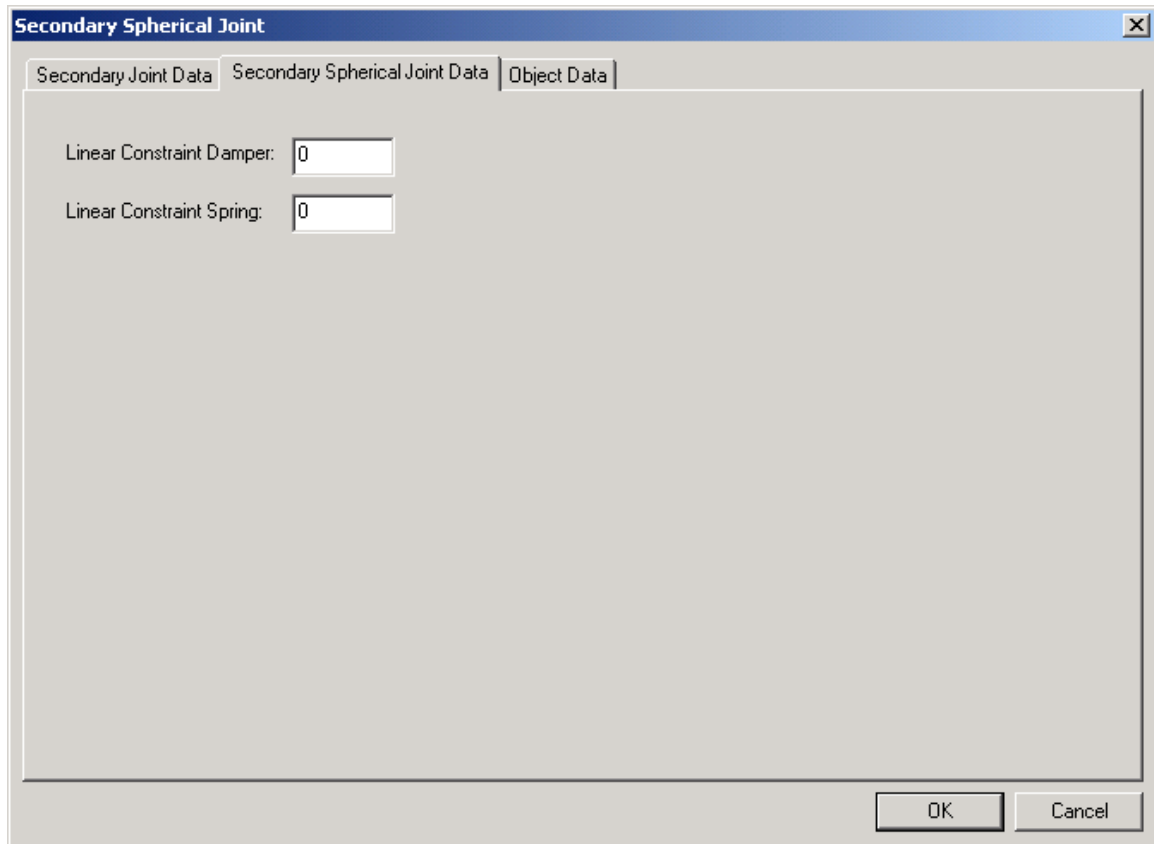 Secondary Spherical Joint
Secondary Joint Data Secondary Spherical Joint Data Object Data
Linear Constraint Damper: 0
Linear Constraint Spring: 0
OK Cancel